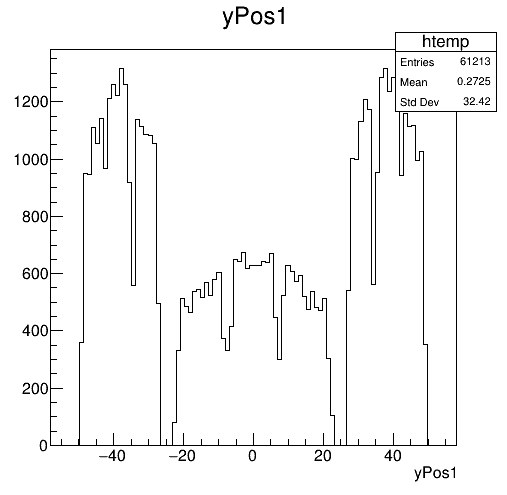 yPos1
htemp
Entries 61213
Mean 0.2725
Std Dev 32.42
1200
1000
800
600
400
200
0
−40 −20 0 20 40
yPos1